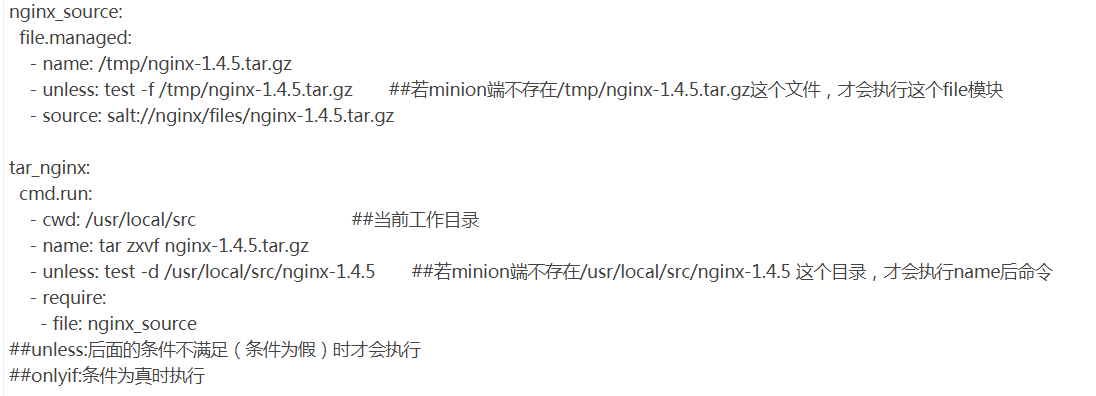 nginx_source:
file.managed:
- name: /tmp/nginx-1.4.5.tar.gz
- unless: test -f /tmp/nginx-1.4.5.tar.gz ##若minion端不存在/tmp/nginx-1.4.5.tar.gz这个文件，才会执行这个file模块
- source: salt://nginx/files/nginx-1.4.5.tar.gz
tar_nginx:
cmd.run:
- cwd: /usr/local/src ##当前工作目录
- name: tar zxvf nginx-1.4.5.tar.gz
- unless: test -d /usr/local/src/nginx-1.4.5 ##若minion端不存在/usr/local/src/nginx-1.4.5 这个目录，才会执行name后命令
- require:
- file: nginx_source
##unless:后面的条件不满足（条件为假）时才会执行
##onlyif:条件为真时执行